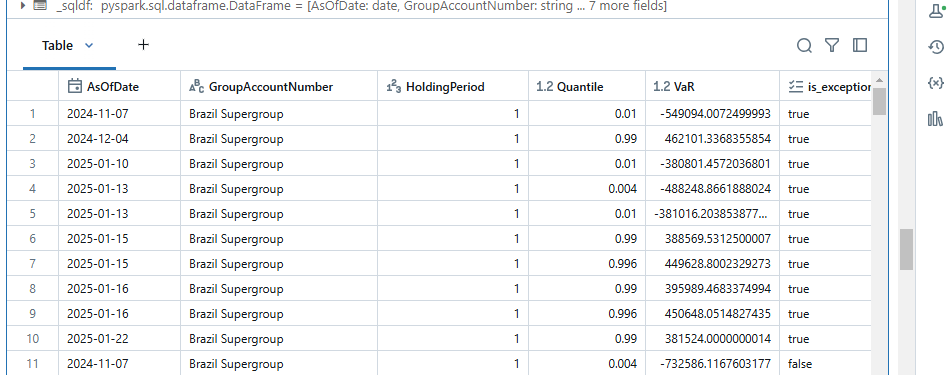 _sqldf: pyspark.sql.dataframe.DataFrame = [AsOfDate: date, GroupAccountNumber: string ... 7 more fields]
Table +
AsOfDate GroupAccountNumber HoldingPeriod Quantile VaR is_exception
1 2024-11-07 Brazil Supergroup 1 0.01 -549094.0072499993 true
2 2024-12-04 Brazil Supergroup 1 0.99 462101.3368355854 true
3 2025-01-10 Brazil Supergroup 1 0.01 -380801.4572036801 true
4 2025-01-13 Brazil Supergroup 1 0.004 -488248.8661888024 true
5 2025-01-13 Brazil Supergroup 1 0.01 -381016.203853877... true
6 2025-01-15 Brazil Supergroup 1 0.99 388569.5312500007 true
7 2025-01-15 Brazil Supergroup 1 0.996 449628.8002329273 true
8 2025-01-16 Brazil Supergroup 1 0.99 395989.4683374994 true
9 2025-01-16 Brazil Supergroup 1 0.996 450648.0514827435 true
10 2025-01-22 Brazil Supergroup 1 0.99 381524.0000000014 true
11 2024-11-07 Brazil Supergroup 1 0.004 -732586.1167603177 false